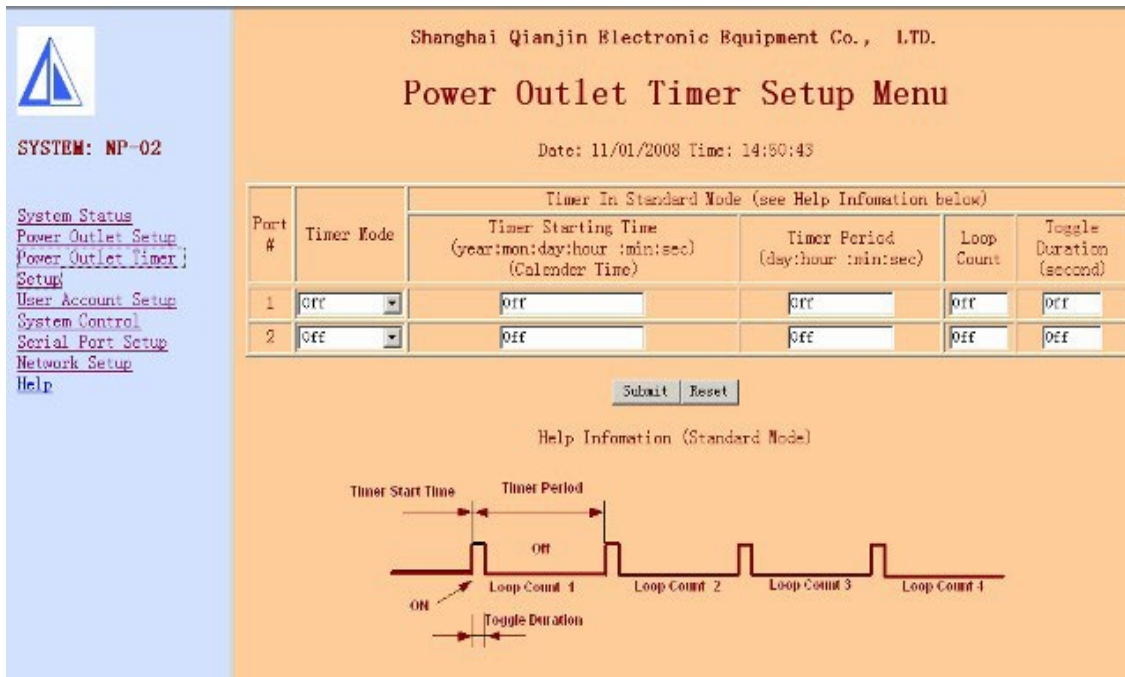 SYSTEM: NP-02
System Status
Power Outlet Setup
Power Outlet Timer
Setup
User Account Setup
System Control
Serial Port Setup
Network Setup
Help
Shanghai Qianjin Electronic Equipment Co., LTD.
Power Outlet Timer Setup Menu
Date: 11/01/2008 Time: 14:50:43
Port #
Timer Mode
Timer In Standard Mode (see Help Infomation below)
Timer Starting Time
(year:mon:day:hour :min:sec)
(Calender Time)
Timer Period
(day:hour :min:sec)
Loop
Count
Toggle
Duration
(second)
1 Off Off Off Off Off
2 Off Off Off Off Off
Submit Reset
Help Infomation (Standard Mode)
Timer Start Time Timer Period
Off
Loop Count 1 Loop Count 2 Loop Count 3 Loop Count 4
ON
Toggle Duration